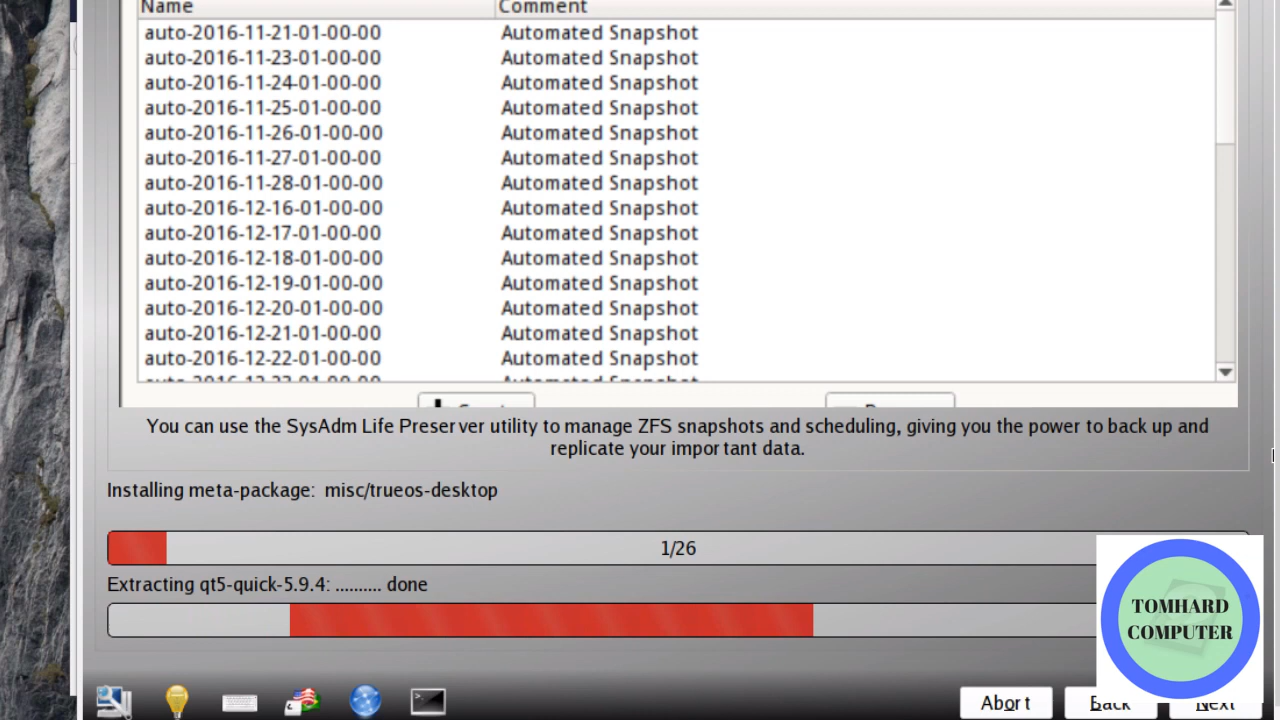 Name Comment
auto-2016-11-21-01-00-00 Automated Snapshot
auto-2016-11-23-01-00-00 Automated Snapshot
auto-2016-11-24-01-00-00 Automated Snapshot
auto-2016-11-25-01-00-00 Automated Snapshot
auto-2016-11-26-01-00-00 Automated Snapshot
auto-2016-11-27-01-00-00 Automated Snapshot
auto-2016-11-28-01-00-00 Automated Snapshot
auto-2016-12-16-01-00-00 Automated Snapshot
auto-2016-12-17-01-00-00 Automated Snapshot
auto-2016-12-18-01-00-00 Automated Snapshot
auto-2016-12-19-01-00-00 Automated Snapshot
auto-2016-12-20-01-00-00 Automated Snapshot
auto-2016-12-21-01-00-00 Automated Snapshot
auto-2016-12-22-01-00-00 Automated Snapshot
You can use the SysAdm Life Preserver utility to manage ZFS snapshots and scheduling, giving you the power to back up and
replicate your important data.
Installing meta-package: misc/trueos-desktop
1/26
Extracting qt5-quick-5.9.4: .......... done
TOMHARD
COMPUTER
Abort Back Next